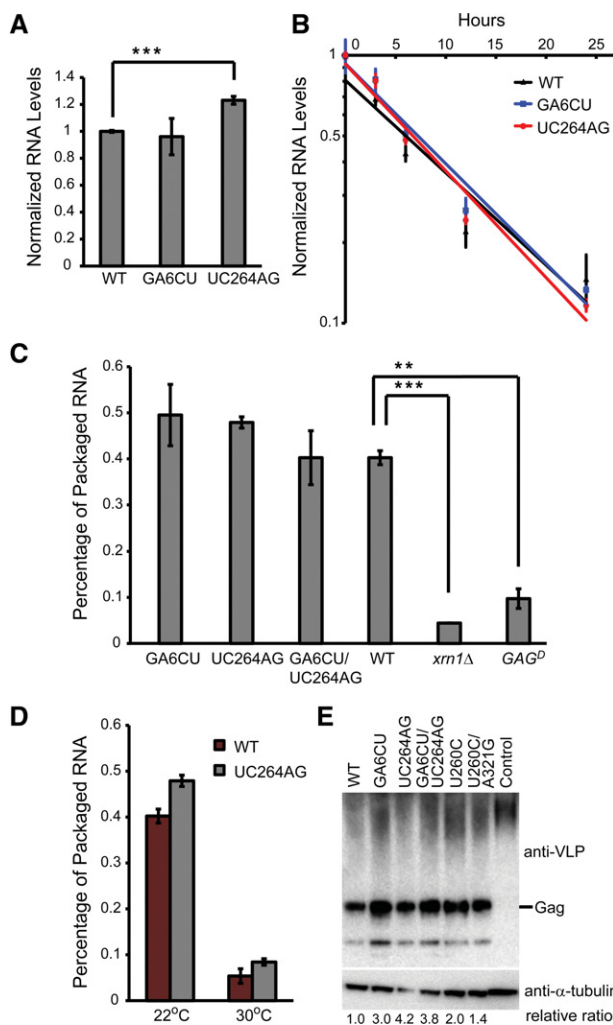 A
***
Normalized RNA Levels
1.4
1.2
1
0.8
0.6
0.4
0.2
0
WT GA6CU UC264AG
B
Hours
0 5 10 15 20 25
Normalized RNA Levels
1
0.5
0.1
WT
GA6CU
UC264AG
C
Percentage of Packaged RNA
0.6
0.5
0.4
0.3
0.2
0.1
0
**
***
GA6CU UC264AG GA6CU/ WT xrn1Δ GAGᴰ
UC264AG
D
Percentage of Packaged RNA
0.6
0.5
0.4
0.3
0.2
0.1
0
WT
UC264AG
22°C 30°C
E
WT
GA6CU
UC264AG
GA6CU/
UC264AG
U260C
U260C/
A321G
Control
anti-VLP
Gag
anti-α-tubulin
relative ratio
1.0 3.0 4.2 3.8 2.0 1.4